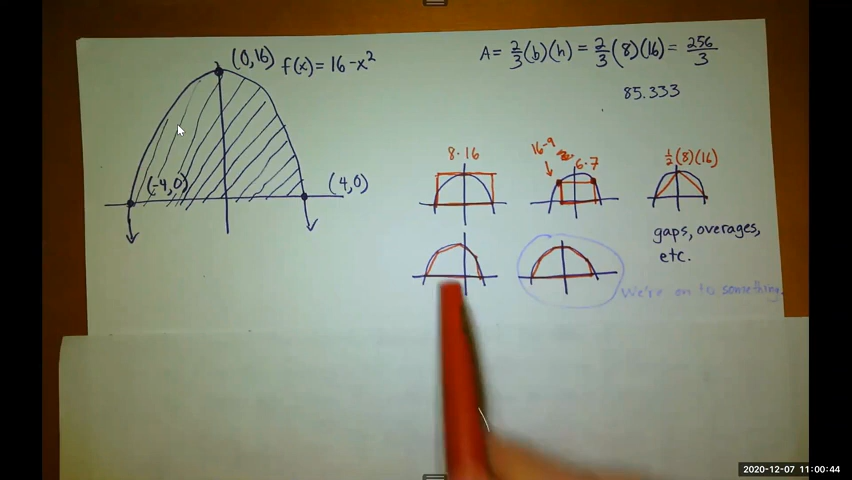 (0,16) f(x) = 16-x²
A = 2/3(b)(h) = 2/3(8)(16) = 256/3
85.333
(-4,0)
(4,0)
8·16
16-9
6·7
1/2(8)(16)
gaps, overages,
etc.
We're on to something.
2020-12-07 11:00:44